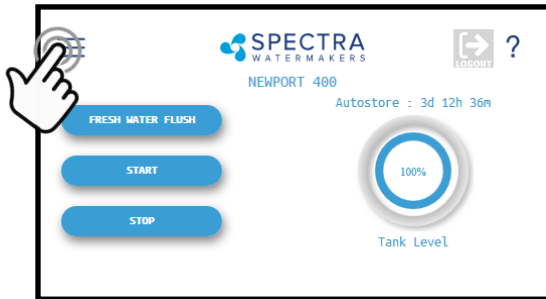 SPECTRA
WATERMAKERS
LOGOUT
?
NEWPORT 400
Autostore : 3d 12h 36m
FRESH WATER FLUSH
START
100%
STOP
Tank Level